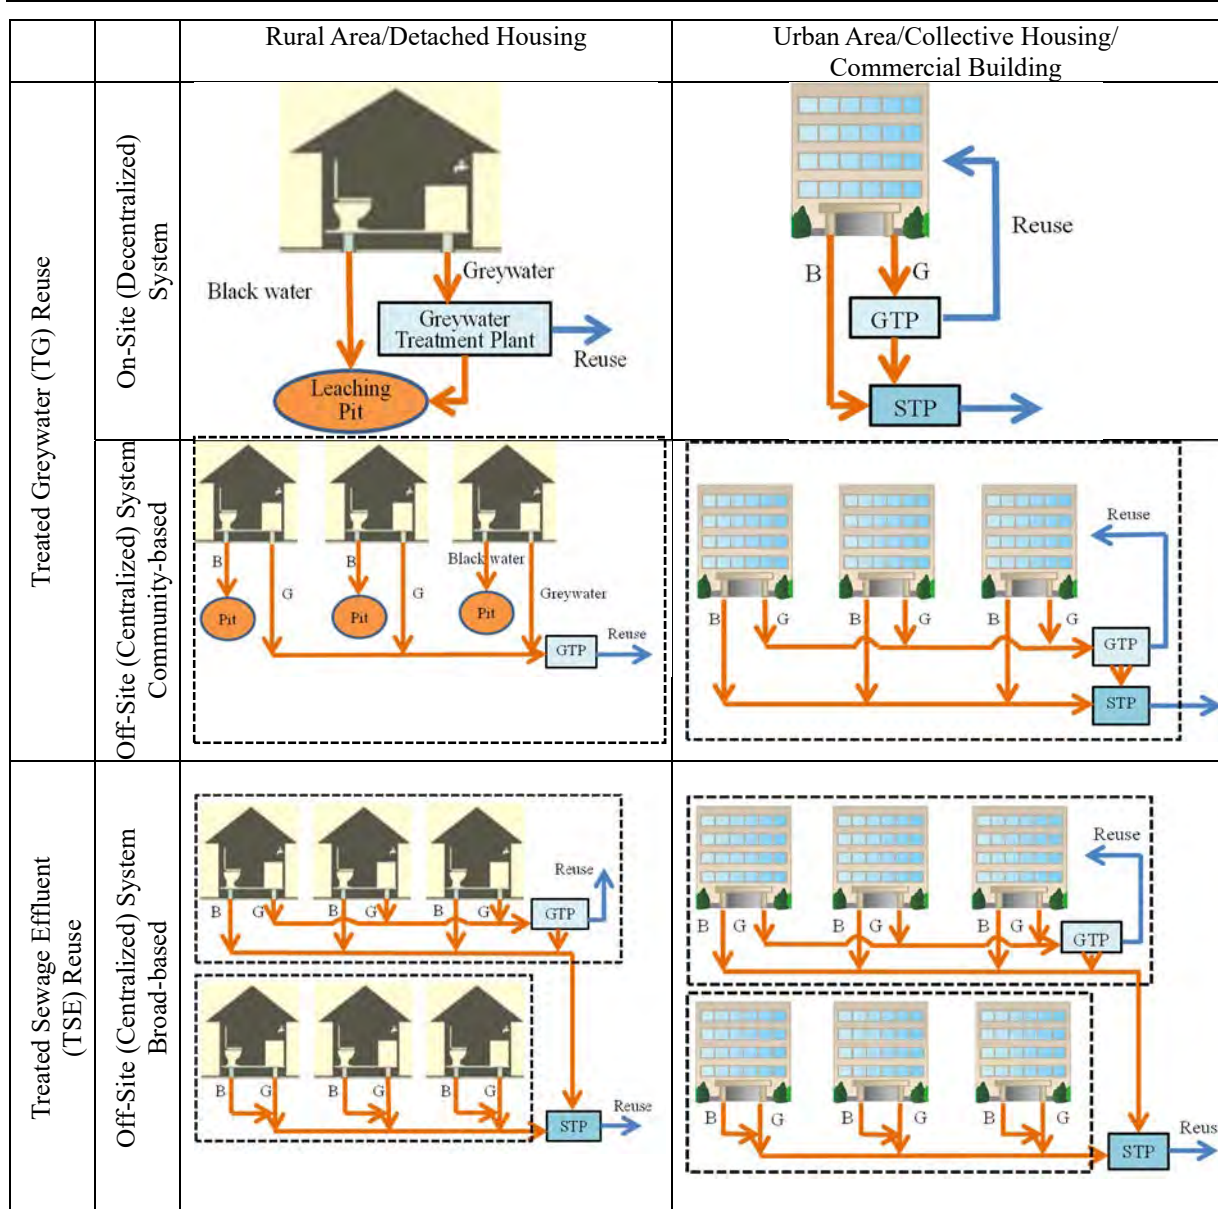 Rural Area/Detached Housing
Urban Area/Collective Housing/
Commercial Building
Treated Greywater (TG) Reuse
On-Site (Decentralized)
System
Black water
Greywater
Greywater
Treatment Plant
Reuse
Leaching
Pit
B
G
Reuse
GTP
STP
Off-Site (Centralized) System
Community-based
B
G
B
G
Black water
Greywater
Pit
Pit
Pit
GTP
Reuse
Reuse
B
G
B
G
B
G
GTP
STP
Treated Sewage Effluent
(TSE) Reuse
Off-Site (Centralized) System
Broad-based
Reuse
B
G
B
G
B
G
GTP
B
G
B
G
B
G
STP
Reuse
Reuse
B
G
B
G
B
G
GTP
B
G
B
G
B
G
STP
Reus